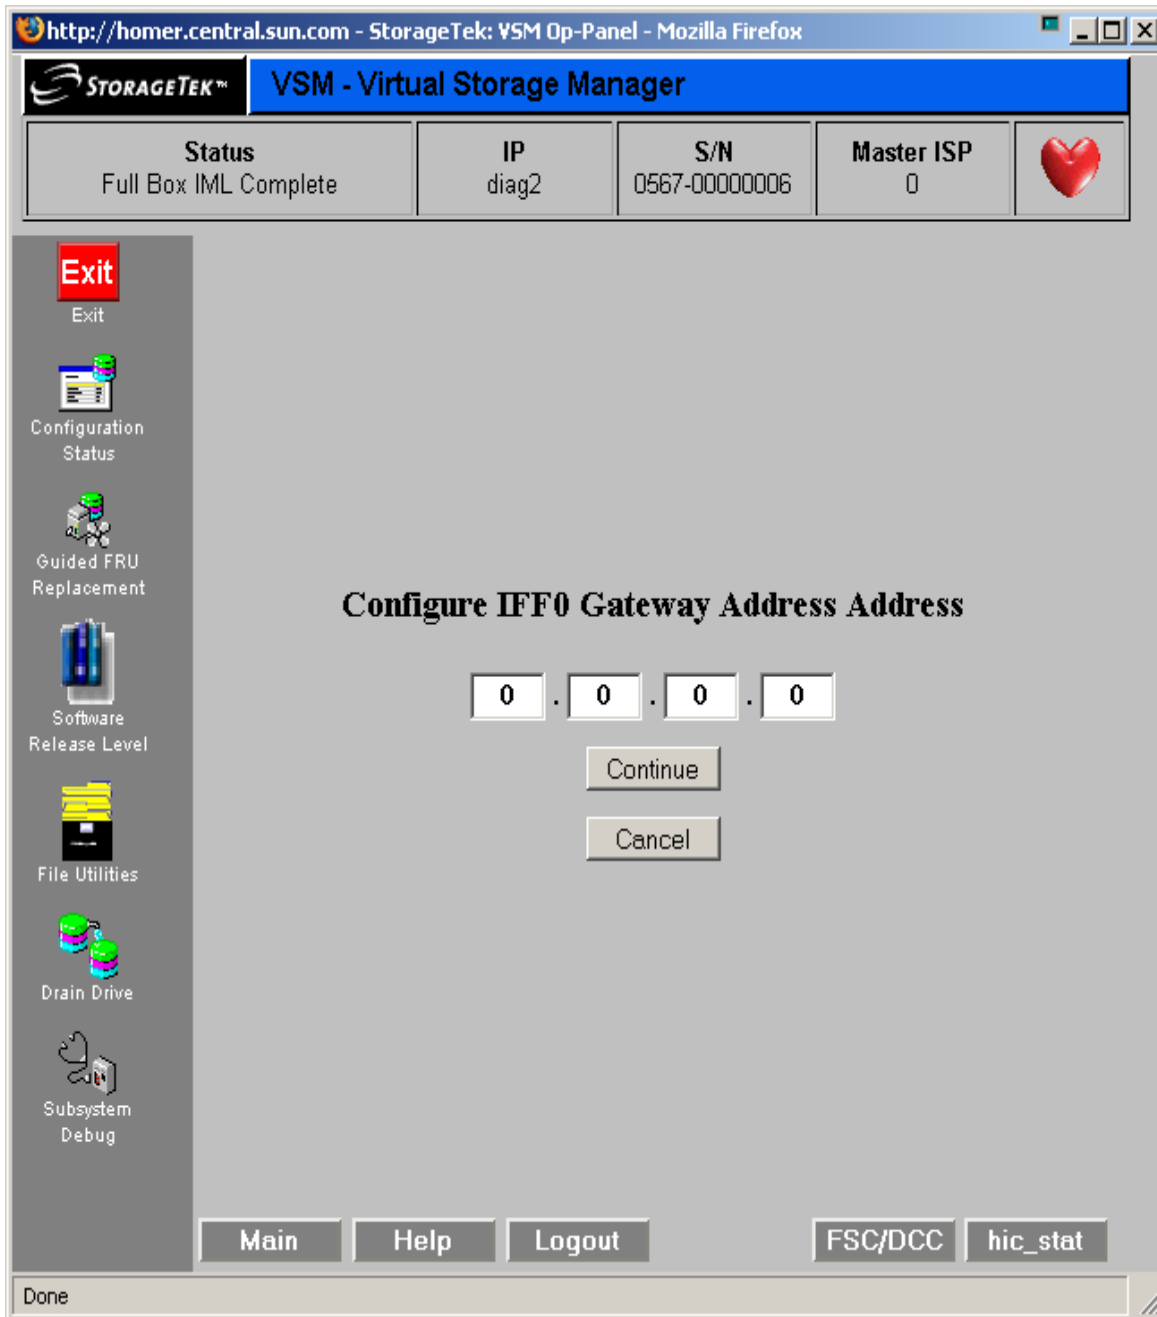 http://homer.central.sun.com - StorageTek: VSM Op-Panel - Mozilla Firefox
STORAGETEK™
VSM - Virtual Storage Manager
Status
Full Box IML Complete
IP
diag2
S/N
0567-00000006
Master ISP
0
Exit
Exit
Configuration
Status
Guided FRU
Replacement
Software
Release Level
File Utilities
Drain Drive
Subsystem
Debug
Configure IFF0 Gateway Address Address
0 . 0 . 0 . 0
Continue
Cancel
Main Help Logout FSC/DCC hic_stat
Done